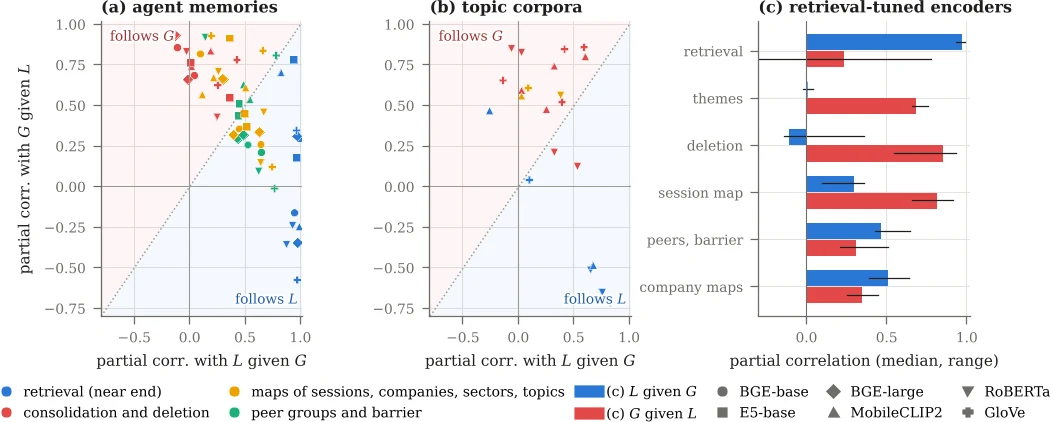 (a) agent memories
(b) topic corpora
(c) retrieval-tuned encoders
partial corr. with G given L
1.00
0.75
0.50
0.25
0.00
−0.25
−0.50
−0.75
follows G
follows L
−0.5
0.0
0.5
1.0
partial corr. with L given G
1.00
0.75
0.50
0.25
0.00
−0.25
−0.50
−0.75
follows G
follows L
−0.5
0.0
0.5
1.0
partial corr. with L given G
retrieval
themes
deletion
session map
peers, barrier
company maps
0.0
0.5
1.0
partial correlation (median, range)
retrieval (near end)
consolidation and deletion
maps of sessions, companies, sectors, topics
peer groups and barrier
(c) L given G
(c) G given L
BGE-base
E5-base
BGE-large
MobileCLIP2
RoBERTa
GloVe